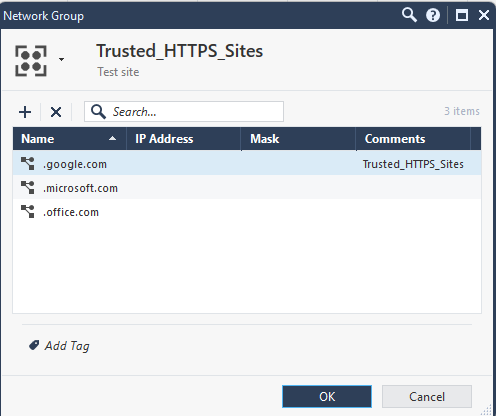 Network Group
Trusted_HTTPS_Sites
Test site
Search...
3 items
Name IP Address Mask Comments
.google.com Trusted_HTTPS_Sites
.microsoft.com
.office.com
Add Tag
OK Cancel